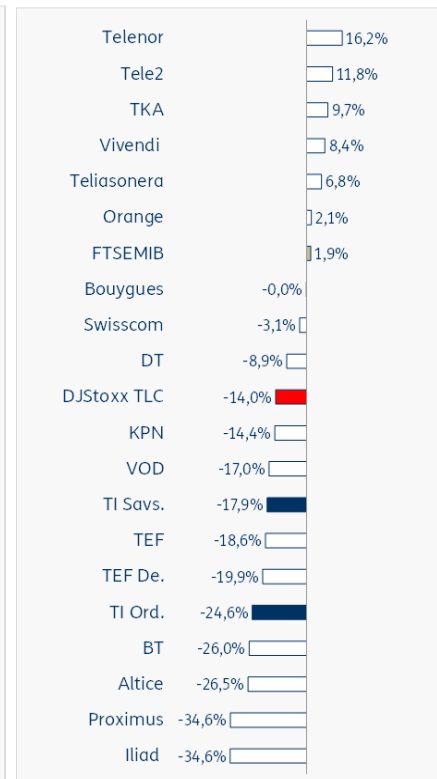 Telenor 16,2%
Tele2 11,8%
TKA 9,7%
Vivendi 8,4%
Teliasonera 6,8%
Orange 2,1%
FTSEMIB 1,9%
Bouygues -0,0%
Swisscom -3,1%
DT -8,9%
DJStoxx TLC -14,0%
KPN -14,4%
VOD -17,0%
TI Savs. -17,9%
TEF -18,6%
TEF De. -19,9%
TI Ord. -24,6%
BT -26,0%
Altice -26,5%
Proximus -34,6%
Iliad -34,6%